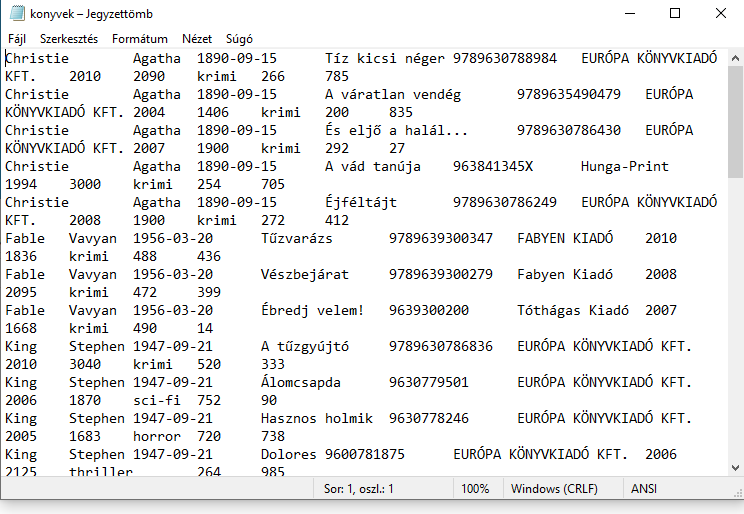 konyvek – Jegyzettömb
Fájl Szerkesztés Formátum Nézet Súgó
Christie Agatha 1890-09-15 Tíz kicsi néger 9789630788984 EURÓPA KÖNYVKIADÓ
KFT. 2010 2090 krimi 266 785
Christie Agatha 1890-09-15 A váratlan vendég 9789635490479 EURÓPA
KÖNYVKIADÓ KFT. 2004 1406 krimi 200 835
Christie Agatha 1890-09-15 És eljő a halál... 9789630786430 EURÓPA
KÖNYVKIADÓ KFT. 2007 1900 krimi 292 27
Christie Agatha 1890-09-15 A vád tanúja 963841345X Hunga-Print
1994 3000 krimi 254 705
Christie Agatha 1890-09-15 Éjféltájt 9789630786249 EURÓPA KÖNYVKIADÓ
KFT. 2008 1900 krimi 272 412
Fable Vavyan 1956-03-20 Tűzvarázs 9789639300347 FABYEN KIADÓ 2010
1836 krimi 488 436
Fable Vavyan 1956-03-20 Vészbejárat 9789639300279 Fabyen Kiadó 2008
2095 krimi 472 399
Fable Vavyan 1956-03-20 Ébredj velem! 9639300200 Tóthágas Kiadó 2007
1668 krimi 490 14
King Stephen 1947-09-21 A tűzgyújtó 9789630786836 EURÓPA KÖNYVKIADÓ KFT.
2010 3040 krimi 520 333
King Stephen 1947-09-21 Álomcsapda 9630779501 EURÓPA KÖNYVKIADÓ KFT.
2006 1870 sci-fi 752 90
King Stephen 1947-09-21 Hasznos holmik 9630778246 EURÓPA KÖNYVKIADÓ KFT.
2005 1683 horror 720 738
King Stephen 1947-09-21 Dolores 9600781875 EURÓPA KÖNYVKIADÓ KFT. 2006
2125 thriller 264 985
Sor: 1, oszl.: 1 100% Windows (CRLF) ANSI